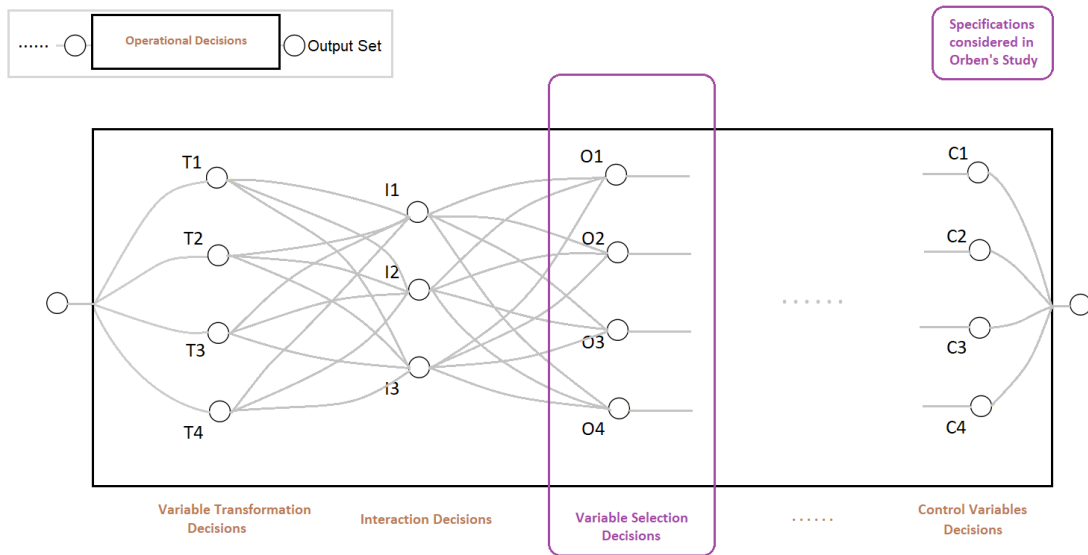 ......
Operational Decisions
Output Set
Specifications
considered in
Orben's Study
T1
T2
T3
T4
I1
I2
I3
O1
O2
O3
O4
......
C1
C2
C3
C4
Variable Transformation
Decisions
Interaction Decisions
Variable Selection
Decisions
......
Control Variables
Decisions